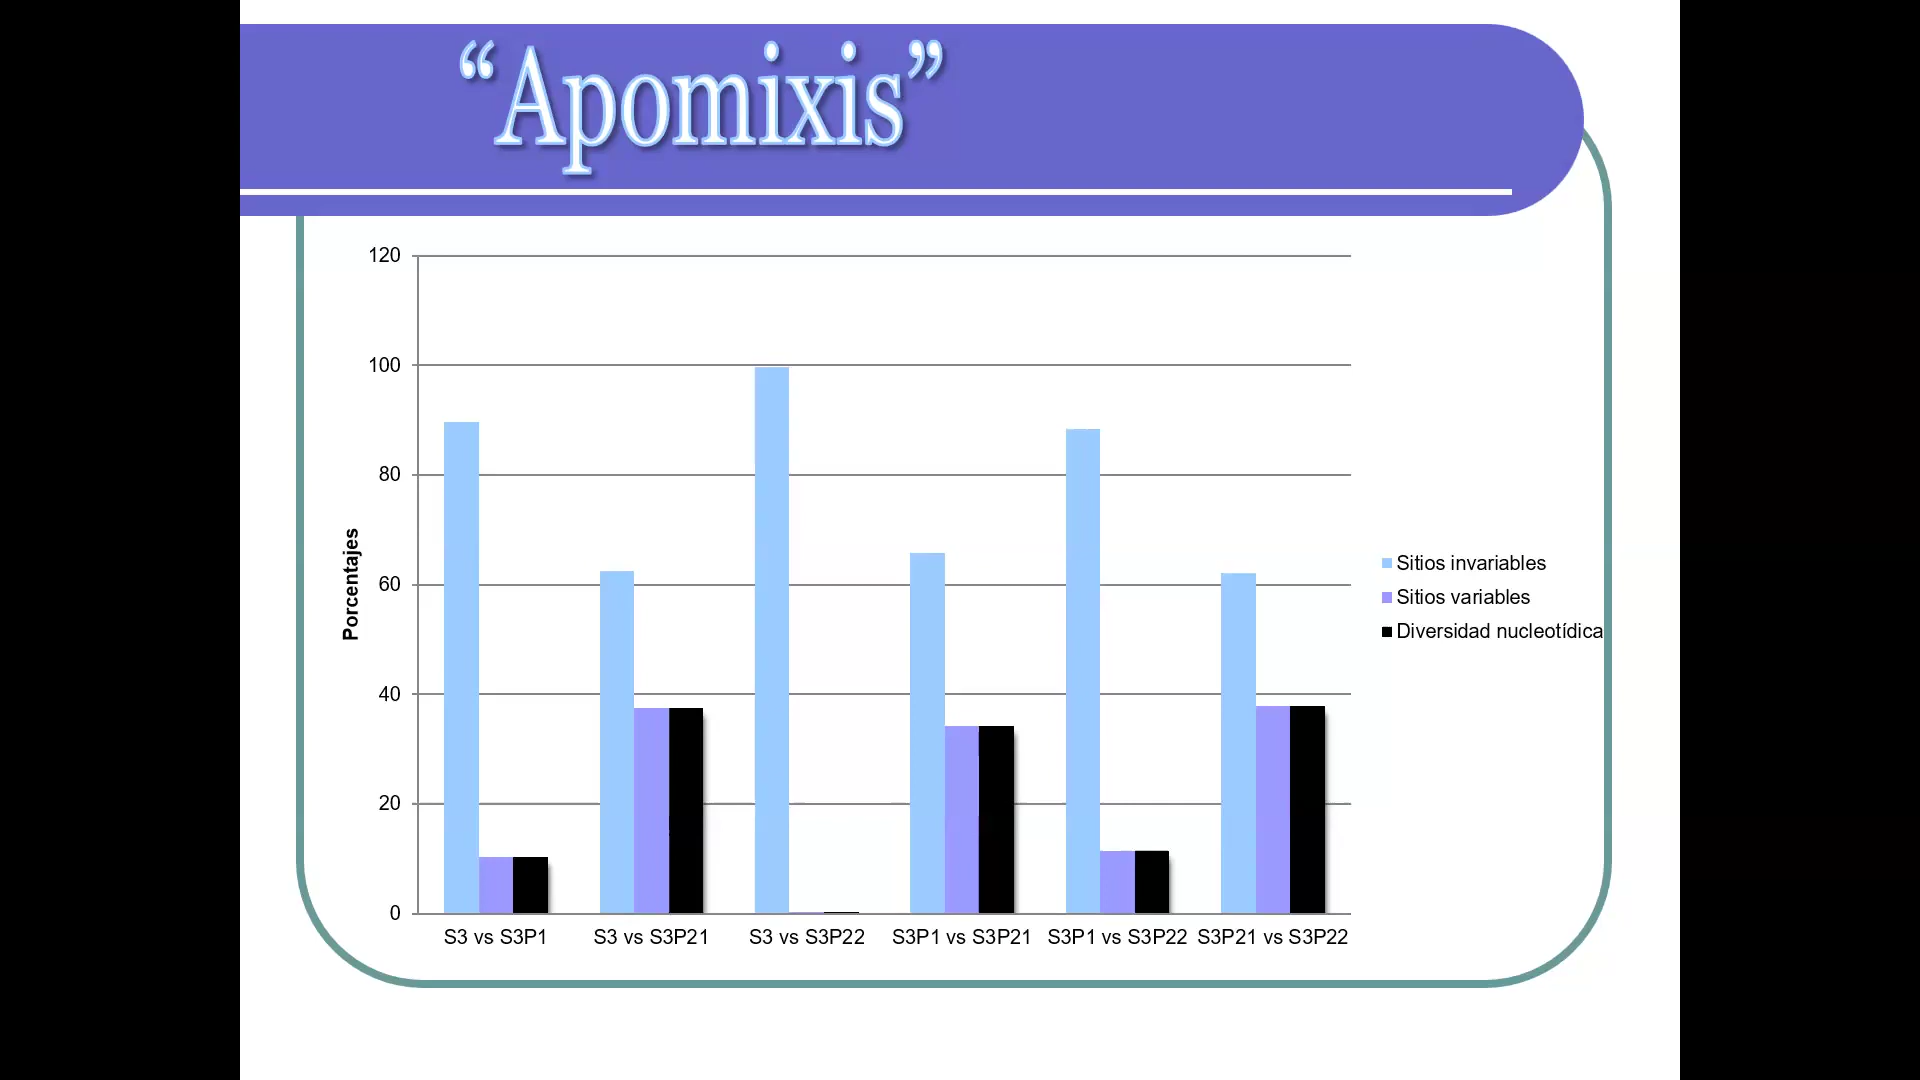 “Apomixis”
120
100
80
60
40
20
0
Porcentajes
S3 vs S3P1
S3 vs S3P21
S3 vs S3P22
S3P1 vs S3P21
S3P1 vs S3P22
S3P21 vs S3P22
Sitios invariables
Sitios variables
Diversidad nucleotídica